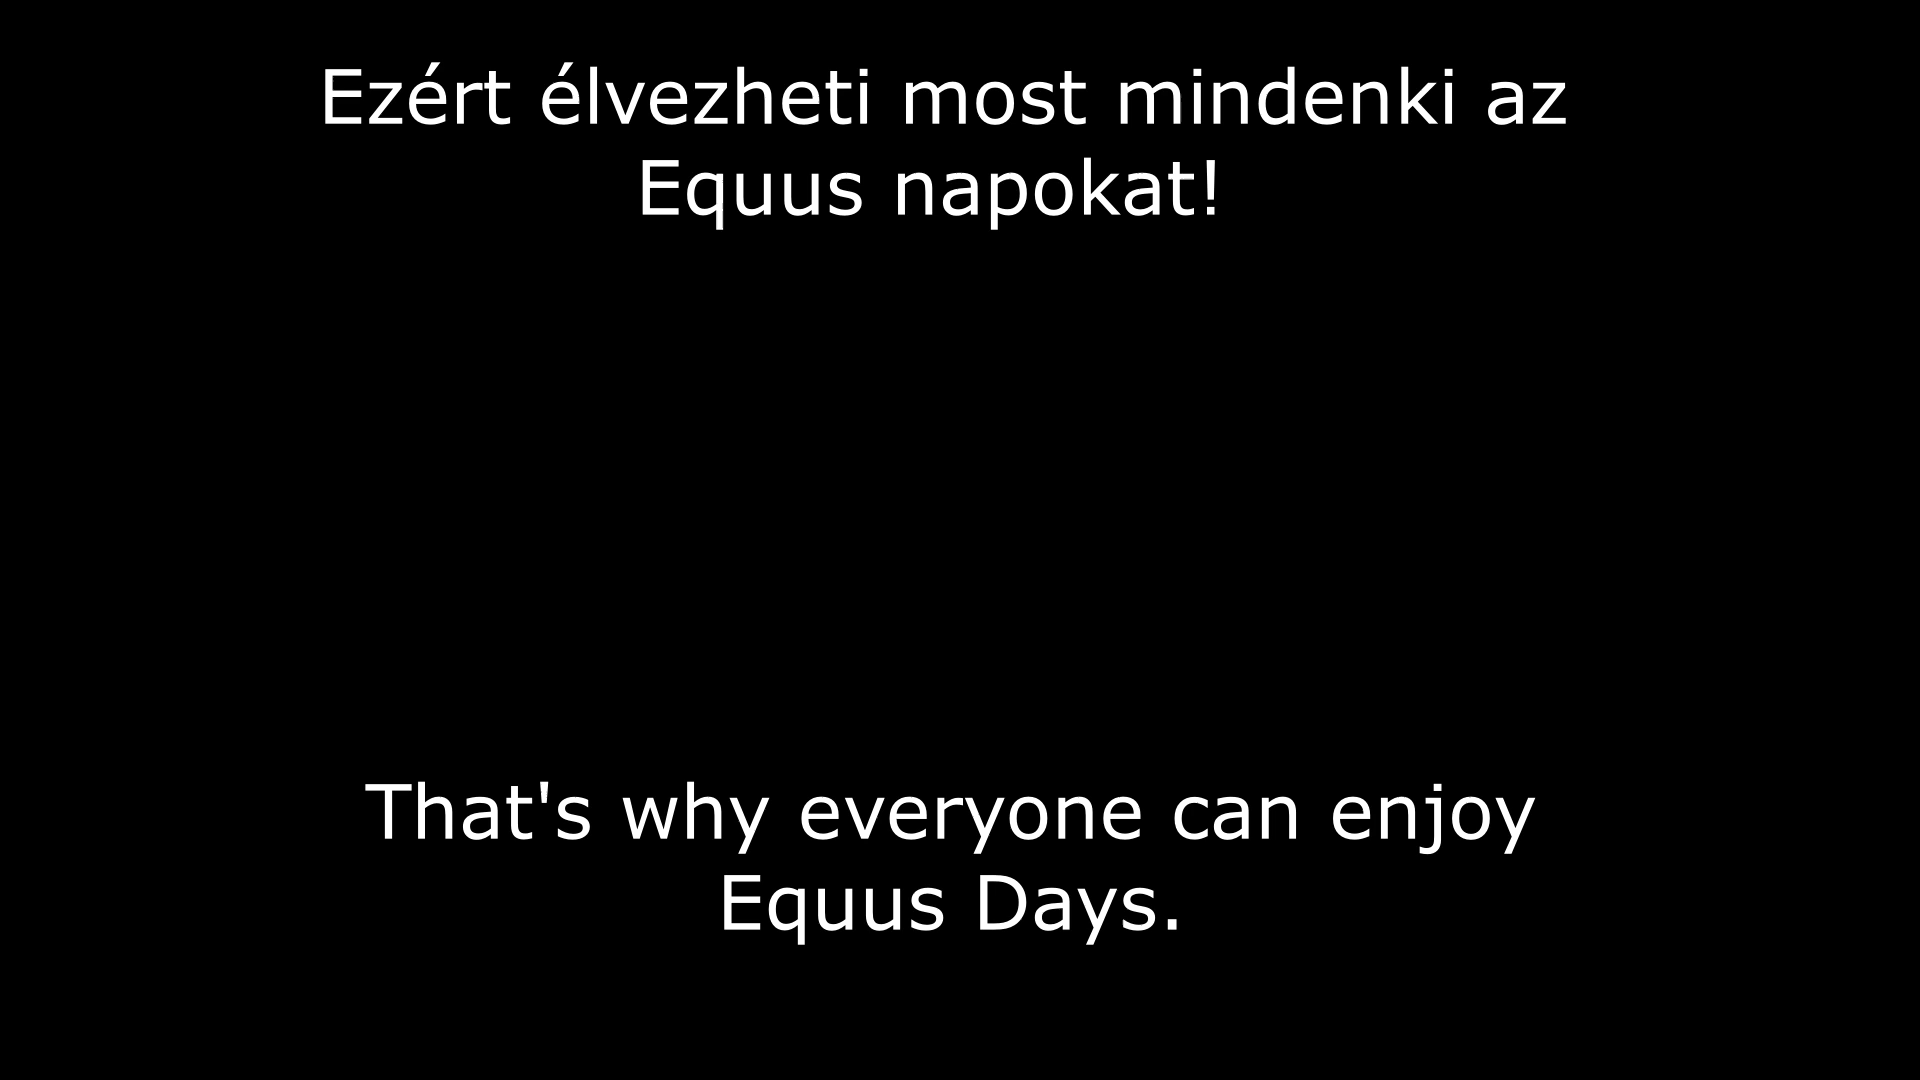 Ezért élvezheti most mindenki az
Equus napokat!
That's why everyone can enjoy
Equus Days.